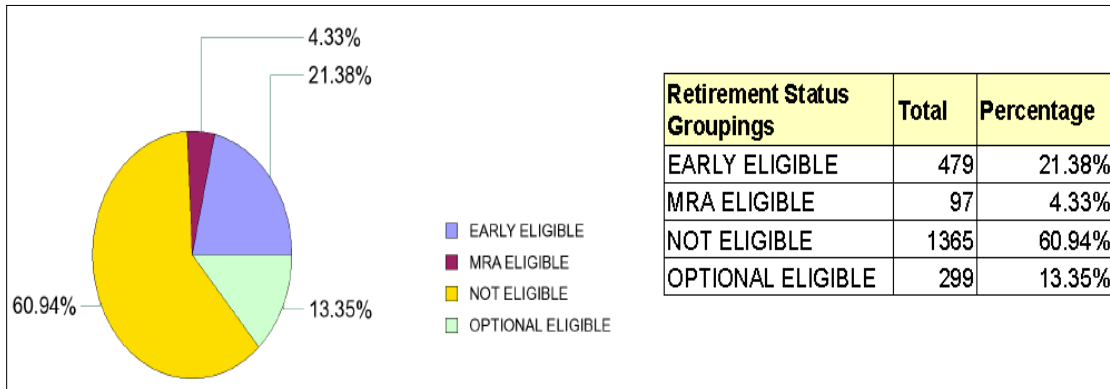 4.33%
21.38%
60.94%
13.35%
EARLY ELIGIBLE
MRA ELIGIBLE
NOT ELIGIBLE
OPTIONAL ELIGIBLE
Retirement Status Groupings Total Percentage
EARLY ELIGIBLE 479 21.38%
MRA ELIGIBLE 97 4.33%
NOT ELIGIBLE 1365 60.94%
OPTIONAL ELIGIBLE 299 13.35%